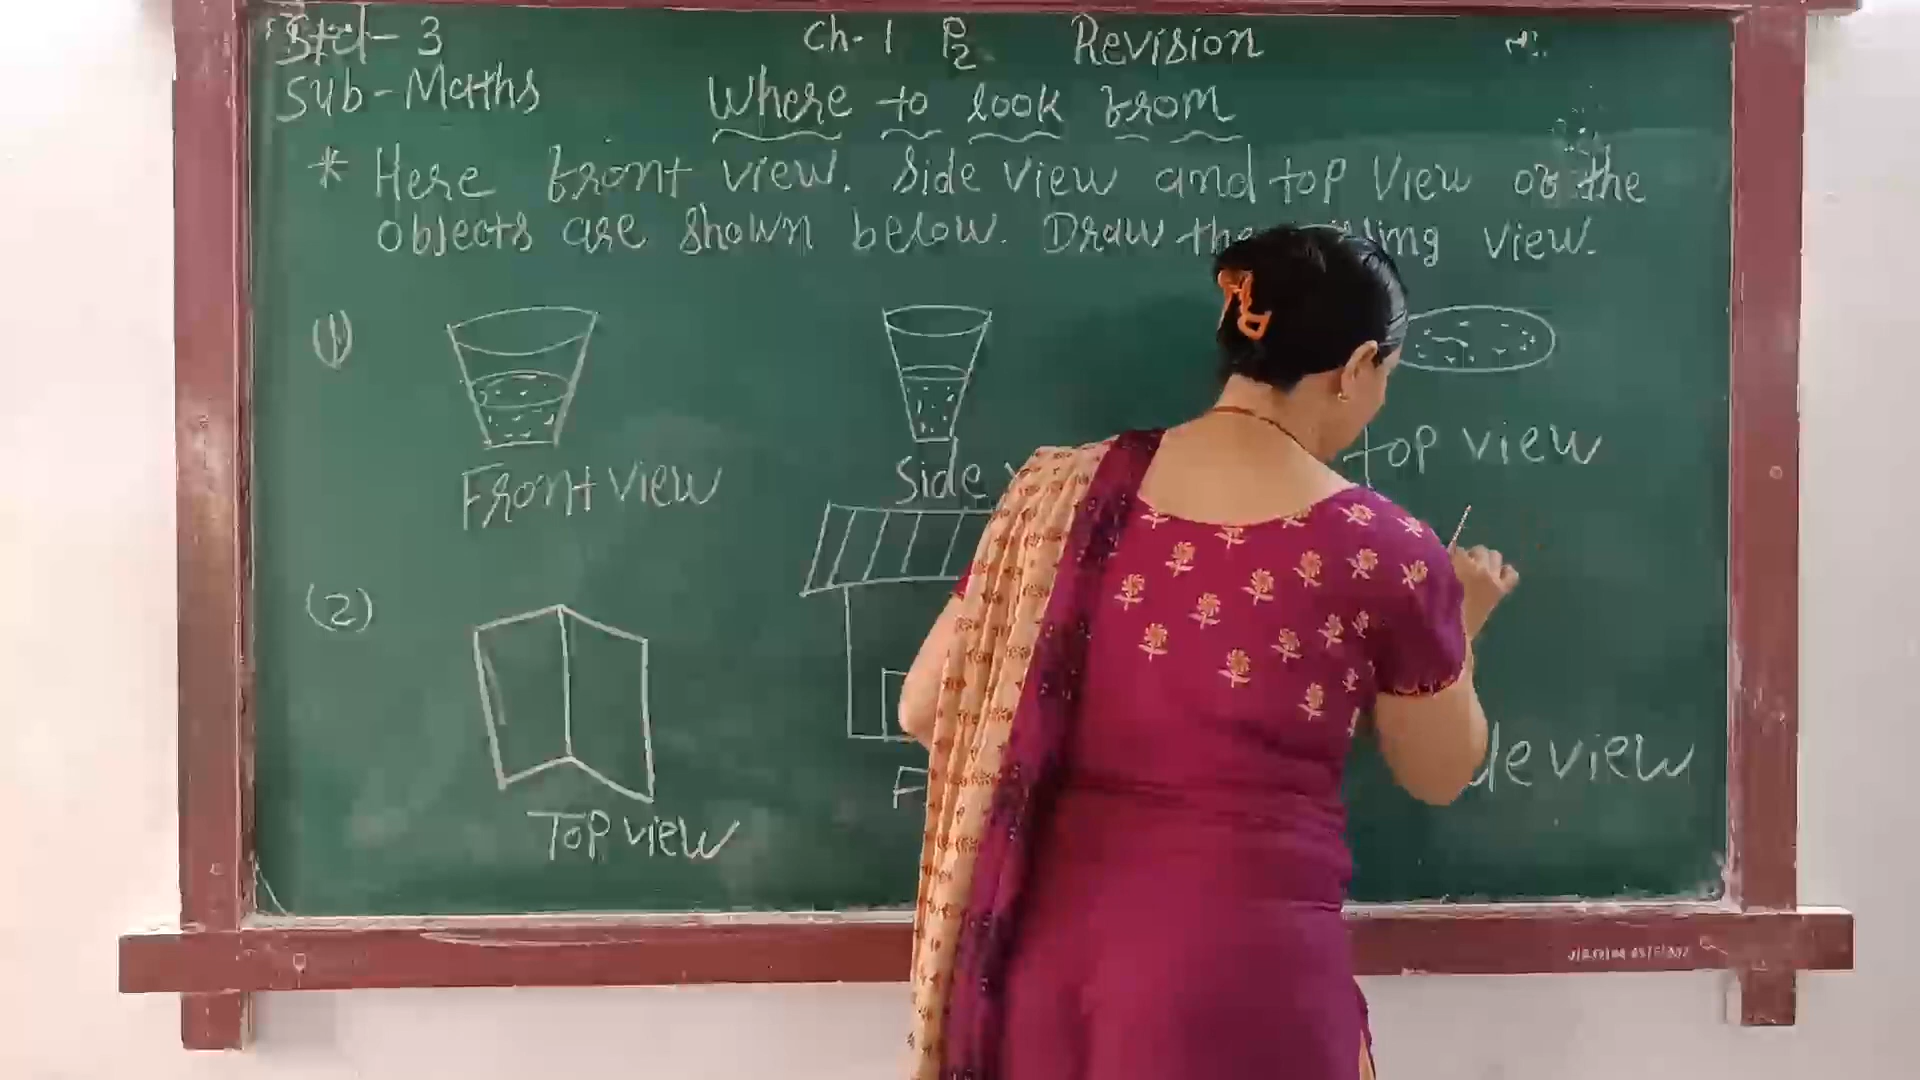 Std-3 Ch-1 P2 Revision
Sub-Maths Where to look from
* Here front view. Side view and top view of the
objects are shown below. Draw the view.
(1)
Front view Side top view
(2)
Top view view